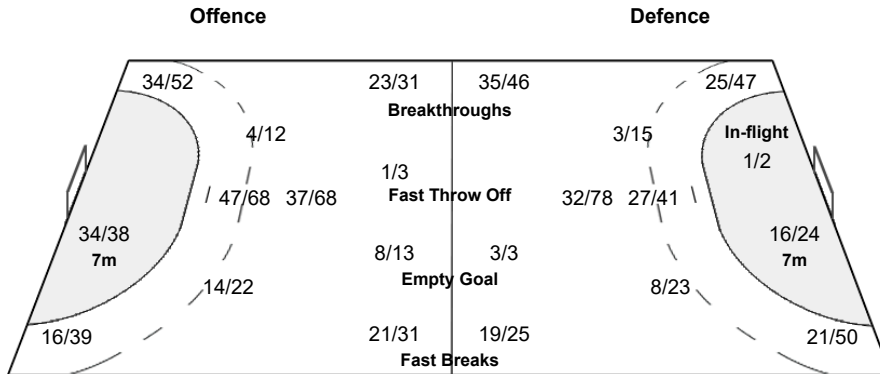 Offence Defence
34/52 23/31 35/46 25/47
Breakthroughs
4/12 3/15 In-flight
1/2
1/3
47/68 37/68 Fast Throw Off 32/78 27/41
34/38 16/24
7m 7m
8/13 3/3
Empty Goal
14/22 8/23
16/39 21/31 19/25 21/50
Fast Breaks